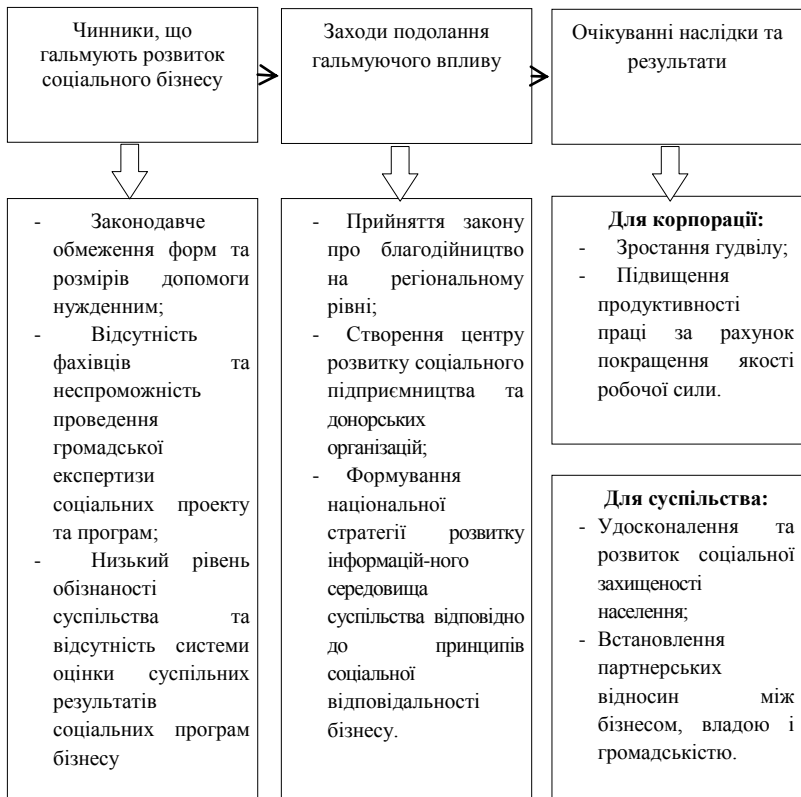 Чинники, що
гальмують розвиток
соціального бізнесу
Заходи подолання
гальмуючого впливу
Очікуванні наслідки та
результати
- Законодавче
обмеження форм та
розмірів допомоги
нужденним;
- Відсутність
фахівців та
неспроможність
проведення
громадської
експертизи
соціальних проекту
та програм;
- Низький рівень
обізнаності
суспільства та
відсутність системи
оцінки суспільних
результатів
соціальних програм
бізнесу
- Прийняття закону
про благодійництво
на регіональному
рівні;
- Створення центру
розвитку соціального
підприємництва та
донорських
організацій;
- Формування
національної
стратегії розвитку
інформацій-ного
середовища
суспільства відповідно
до принципів
соціальної
відповідальності
бізнесу.
Для корпорації:
- Зростання гудвілу;
- Підвищення
продуктивності
праці за рахунок
покращення якості
робочої сили.
Для суспільства:
- Удосконалення та
розвиток соціальної
захищеності
населення;
- Встановлення
партнерських
відносин між
бізнесом, владою і
громадськістю.